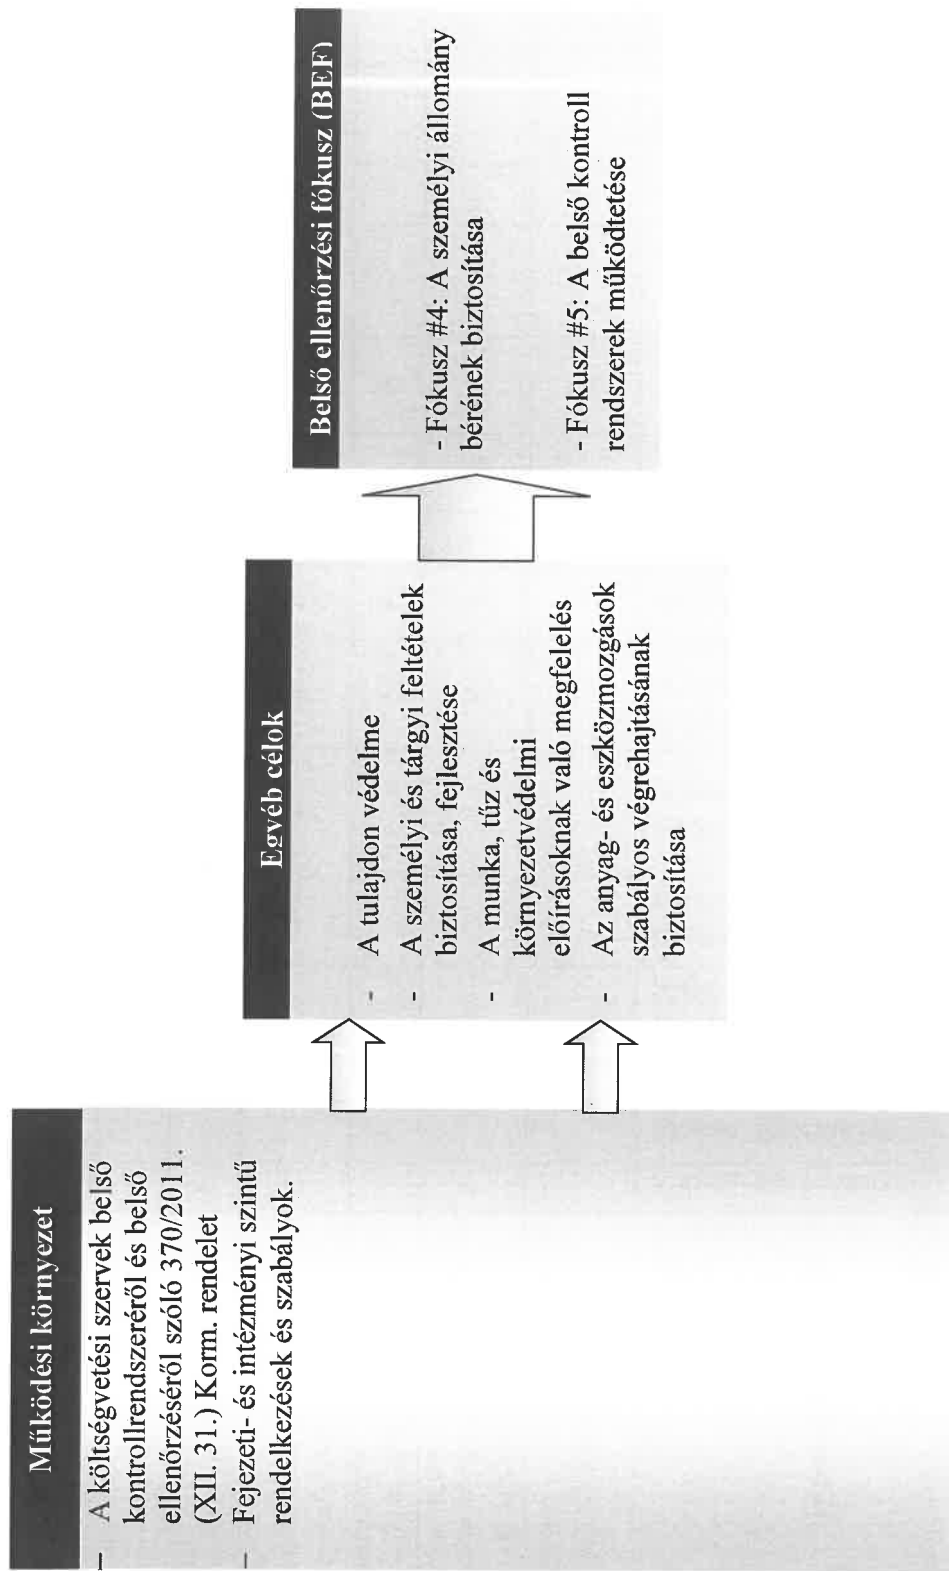 Működési környezet
— A költségvetési szervek belső
kontrollrendszeréről és belső
ellenőrzéséről szóló 370/2011.
(XII. 31.) Korm. rendelet
— Fejezeti- és intézményi szintű
rendelkezések és szabályok.
Egyéb célok
- A tulajdon védelme
- A személyi és tárgyi feltételek
biztosítása, fejlesztése
- A munka, tűz és
környezetvédelmi
előírásoknak való megfelelés
- Az anyag- és eszközmozgások
szabályos végrehajtásának
biztosítása
Belső ellenőrzési fókusz (BEF)
- Fókusz #4: A személyi állomány
bérének biztosítása
- Fókusz #5: A belső kontroll
rendszerek működtetése